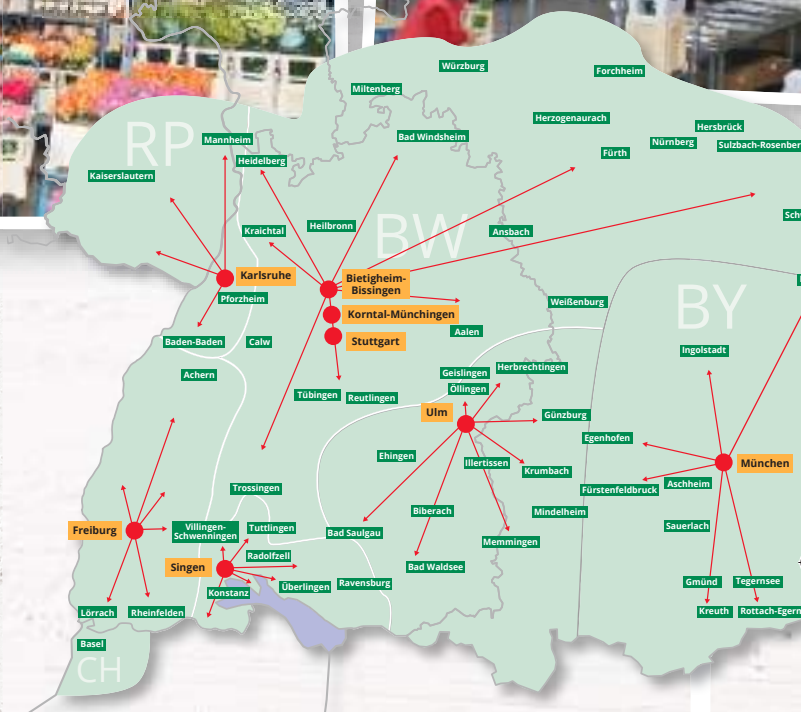 Würzburg
Forchheim
Miltenberg
Herzogenaurach
Hersbrück
RP
Mannheim
Bad Windsheim
Nürnberg
Sulzbach-Rosenber
Fürth
Heidelberg
Kaiserslautern
BW
Heilbronn
Kraichtal
Ansbach
Karlsruhe
Bietigheim-
Bissingen
Pforzheim
Weißenburg
BY
Korntal-Münchingen
Aalen
Baden-Baden
Calw
Stuttgart
Ingolstadt
Achern
Geislingen
Herbrechtingen
Öllingen
Tübingen
Reutlingen
Ulm
Günzburg
Egenhofen
Ehingen
Illertissen
Krumbach
München
Trossingen
Fürstenfeldbruck
Aschheim
Biberach
Mindelheim
Freiburg
Villingen-
Schwenningen
Tuttlingen
Bad Saulgau
Sauerlach
Memmingen
Radolfzell
Singen
Bad Waldsee
Konstanz
Überlingen
Ravensburg
Gmünd
Tegernsee
Lörrach
Rheinfelden
Kreuth
Rottach-Egern
Basel
CH